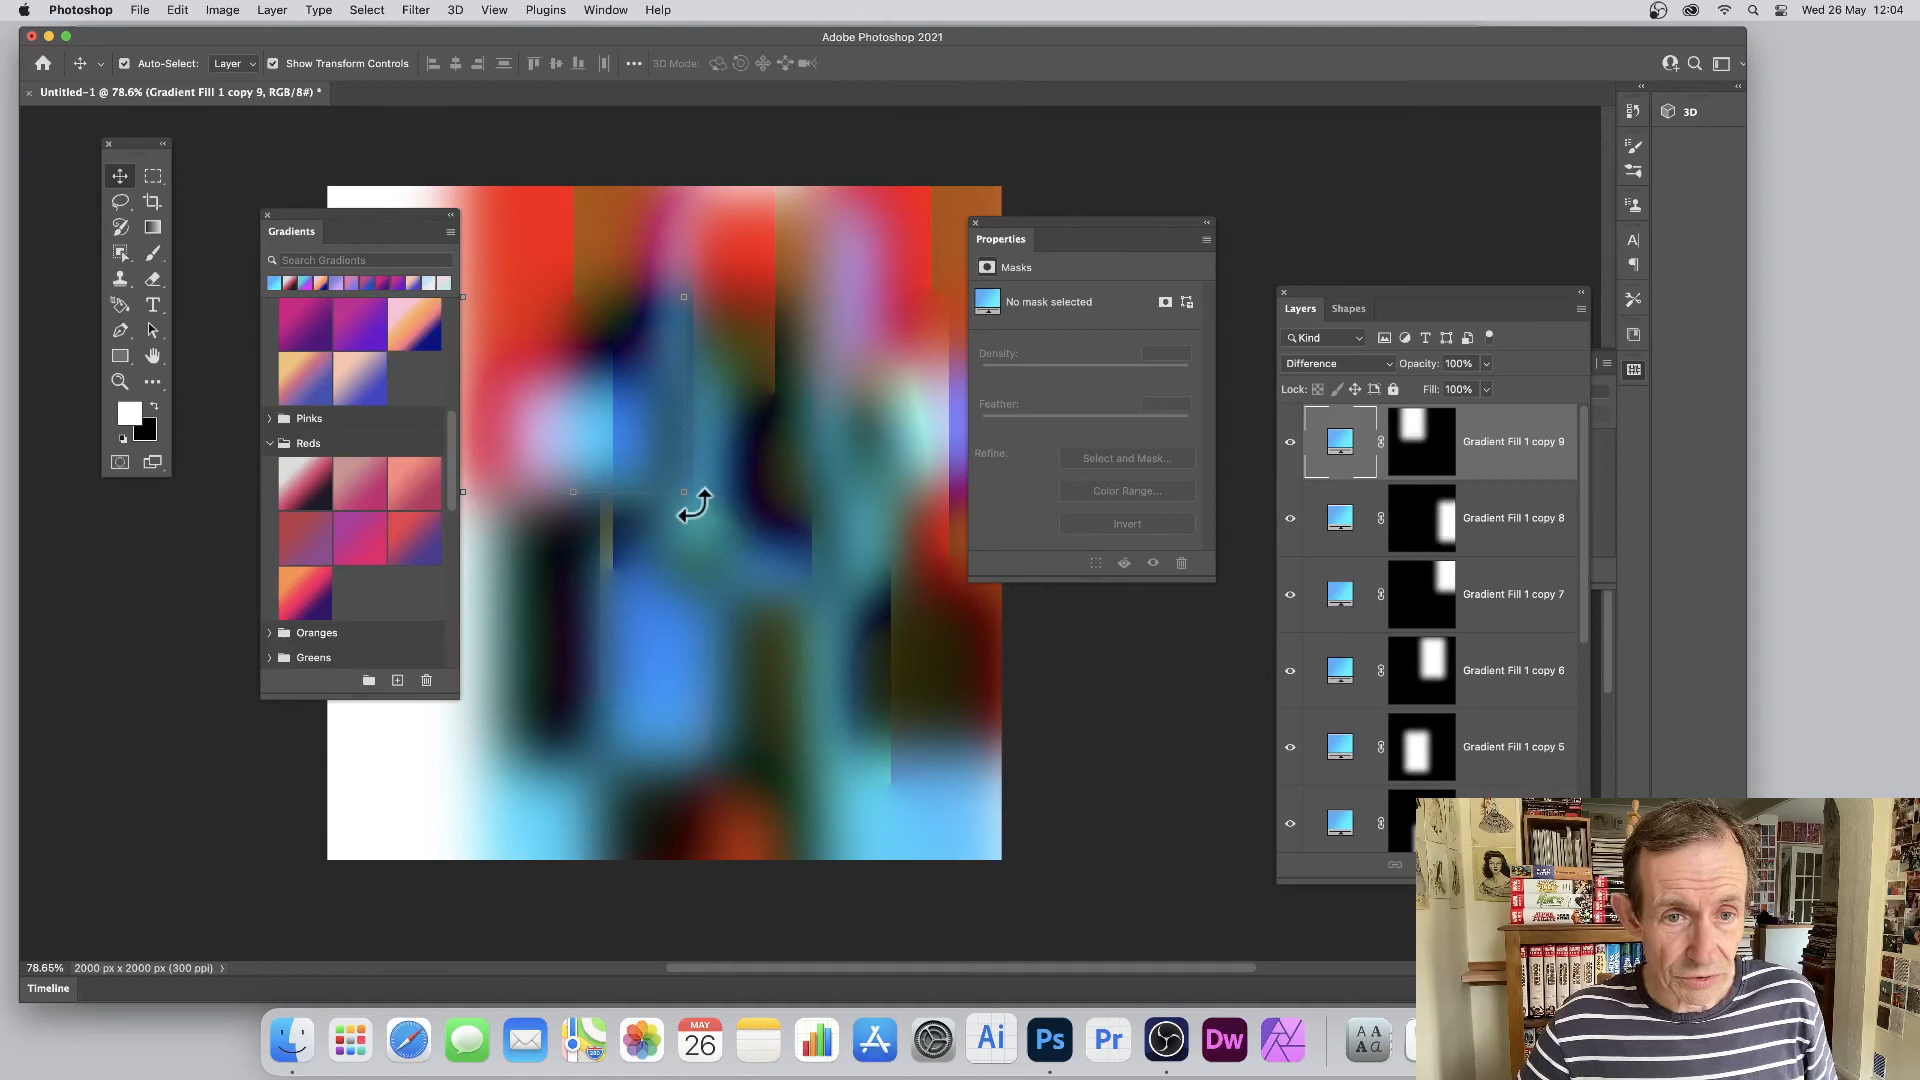 Photoshop File Edit Image Layer Type Select Filter 3D View Plugins Window Help
Wed 26 May 12:04
Adobe Photoshop 2021
Auto-Select: Layer Show Transform Controls
3D Mode:
Untitled-1 @ 78.6% (Gradient Fill 1 copy 9, RGB/8#) *
3D
Gradients
Search Gradients
Pinks
Reds
Oranges
Greens
Properties
Masks
No mask selected
Density:
Feather:
Refine:
Select and Mask...
Color Range...
Invert
Layers Shapes
Kind
Difference Opacity: 100%
Lock: Fill: 100%
Gradient Fill 1 copy 9
Gradient Fill 1 copy 8
Gradient Fill 1 copy 7
Gradient Fill 1 copy 6
Gradient Fill 1 copy 5
78.65% 2000 px x 2000 px (300 ppi)
Timeline
MAY
26
280
Ai
Ps
Pr
Dw
A A
A a